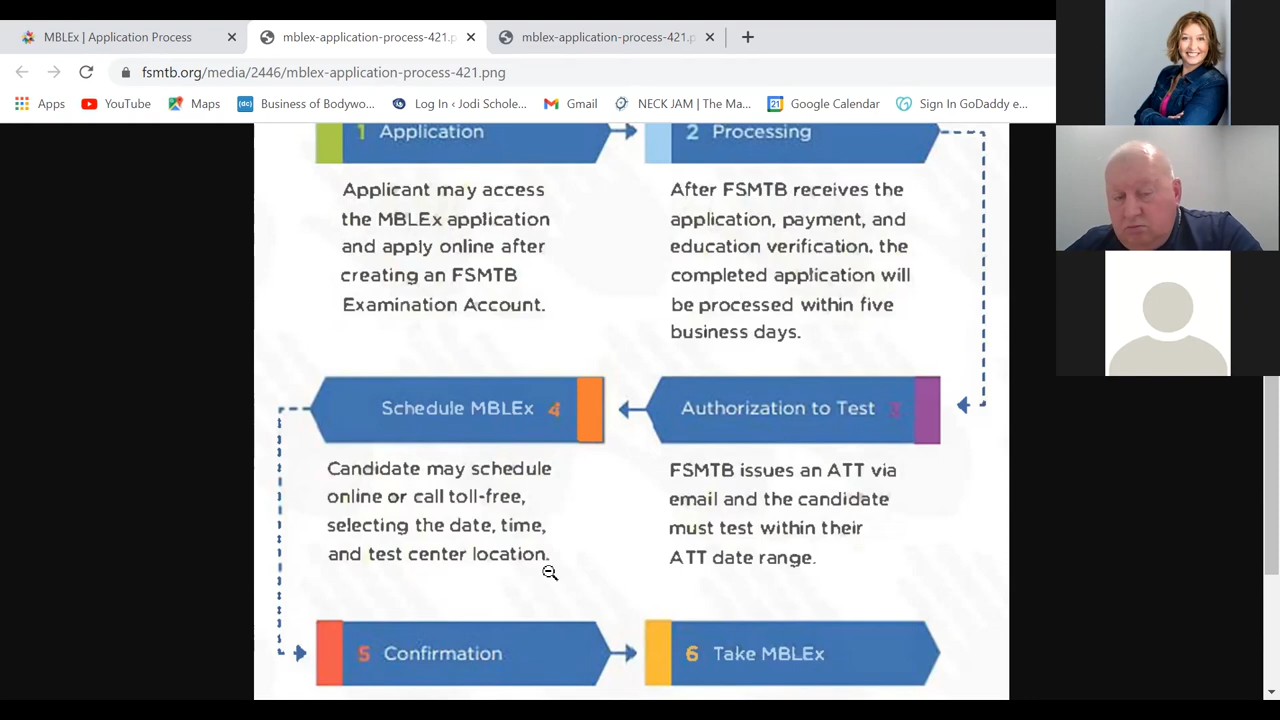 MBLEx | Application Process
mblex-application-process-421.p
mblex-application-process-421.p
fsmtb.org/media/2446/mblex-application-process-421.png
Apps
YouTube
Maps
(dc)
Business of Bodywo...
Log In ‹ Jodi Schole...
Gmail
NECK JAM | The Ma...
21
Google Calendar
Sign In GoDaddy e...
1 Application
2 Processing
Applicant may access
the MBLEx application
and apply online after
creating an FSMTB
Examination Account.
After FSMTB receives the
application, payment, and
education verification, the
completed application will
be processed within five
business days.
Schedule MBLEx 4
Authorization to Test 3
Candidate may schedule
online or call toll-free,
selecting the date, time,
and test center location.
FSMTB issues an ATT via
email and the candidate
must test within their
ATT date range.
5 Confirmation
6 Take MBLEx